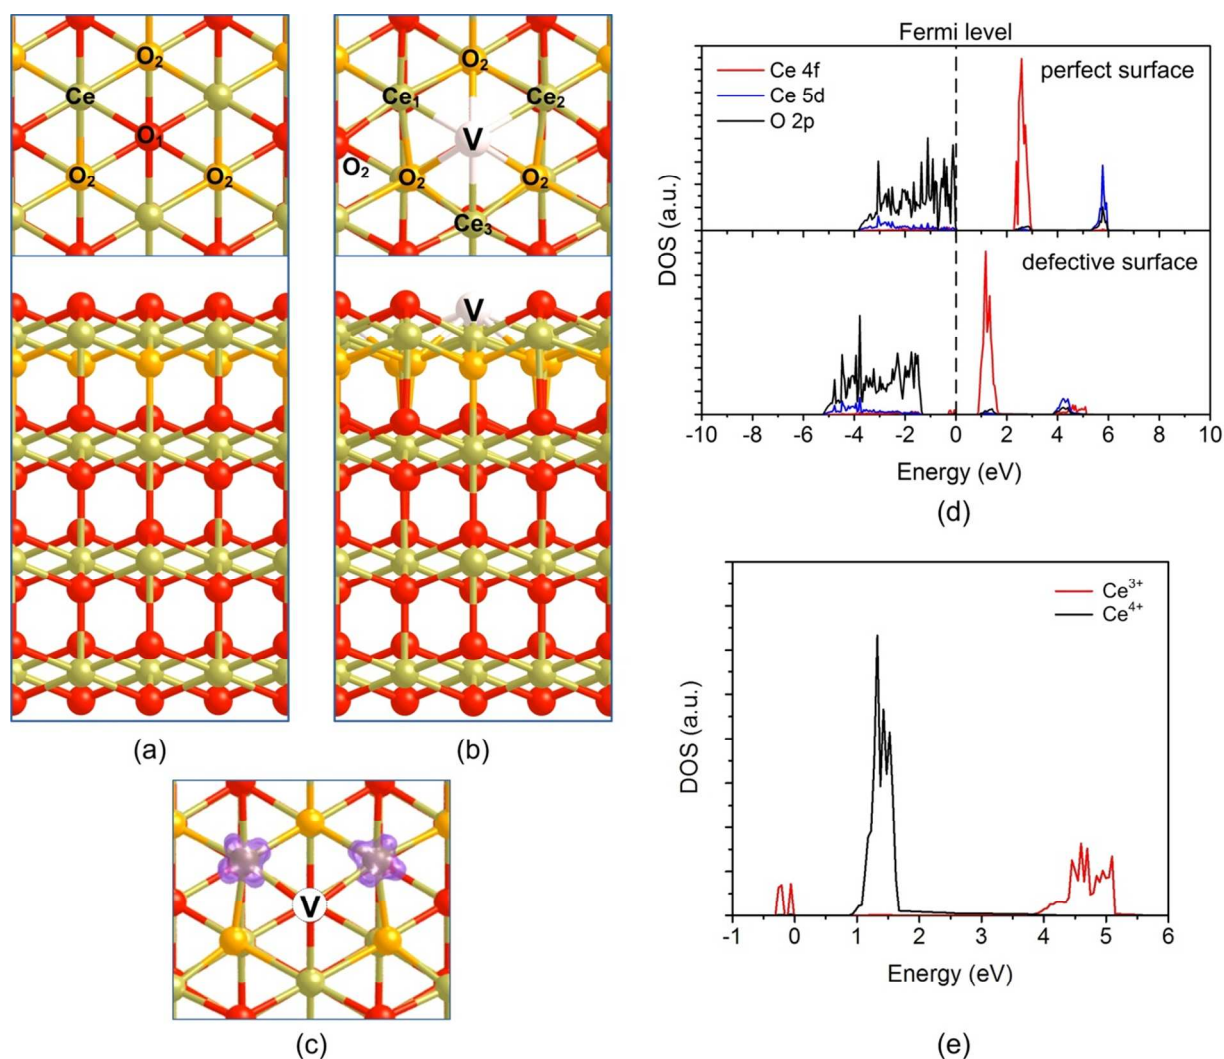 O2
Ce
O1
O2
O2
(a)
O2
Ce1
Ce2
V
O2
O2
O2
Ce3
V
(b)
V
(c)
Fermi level
Ce 4f
Ce 5d
O 2p
perfect surface
defective surface
DOS (a.u.)
-10 -8 -6 -4 -2 0 2 4 6 8 10
Energy (eV)
(d)
Ce3+
Ce4+
DOS (a.u.)
-1 0 1 2 3 4 5 6
Energy (eV)
(e)